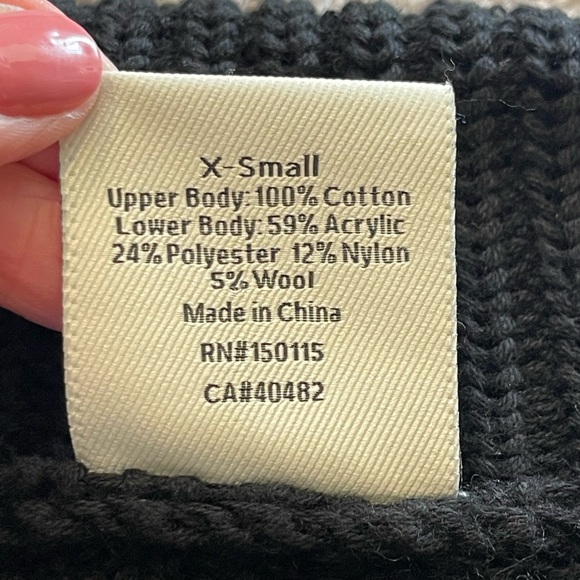 X-Small
Upper Body: 100% Cotton
Lower Body: 59% Acrylic
24% Polyester 12% Nylon
5% Wool
Made in China
RN#150115
CA#40482